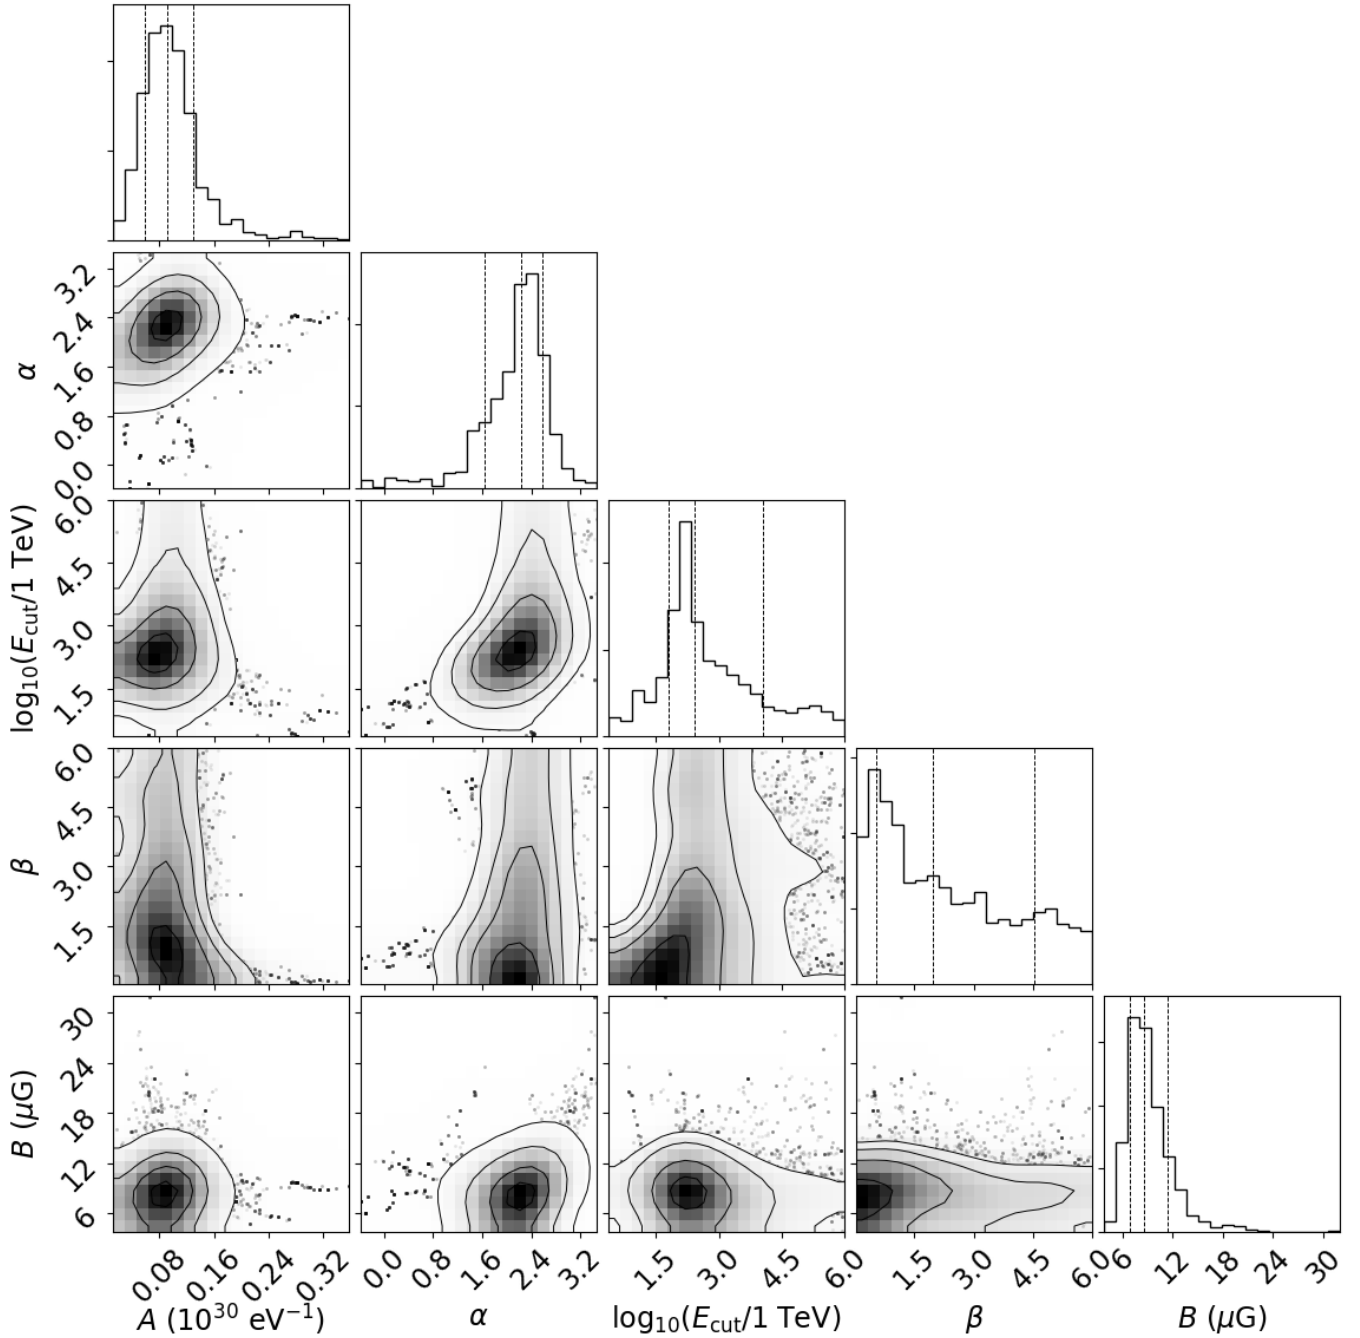 3.2
2.4
1.6
0.8
0.0
α
6.0
4.5
3.0
1.5
log₁₀(E_cut/1 TeV)
6.0
4.5
3.0
1.5
β
30
24
18
12
6
B (μG)
0.08 0.16 0.24 0.32
0.0 0.8 1.6 2.4 3.2
1.5 3.0 4.5 6.0
1.5 3.0 4.5 6.0
6 12 18 24 30
A (10³⁰ eV⁻¹) α log₁₀(E_cut/1 TeV) β B (μG)